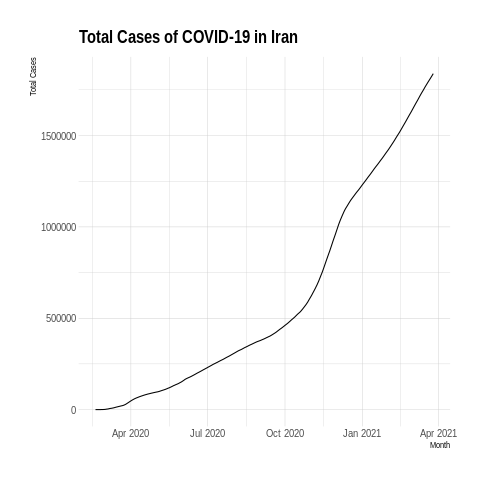 Total Cases of COVID-19 in Iran
Total Cases
1500000
1000000
500000
0
Apr 2020 Jul 2020 Oct 2020 Jan 2021 Apr 2021
Month